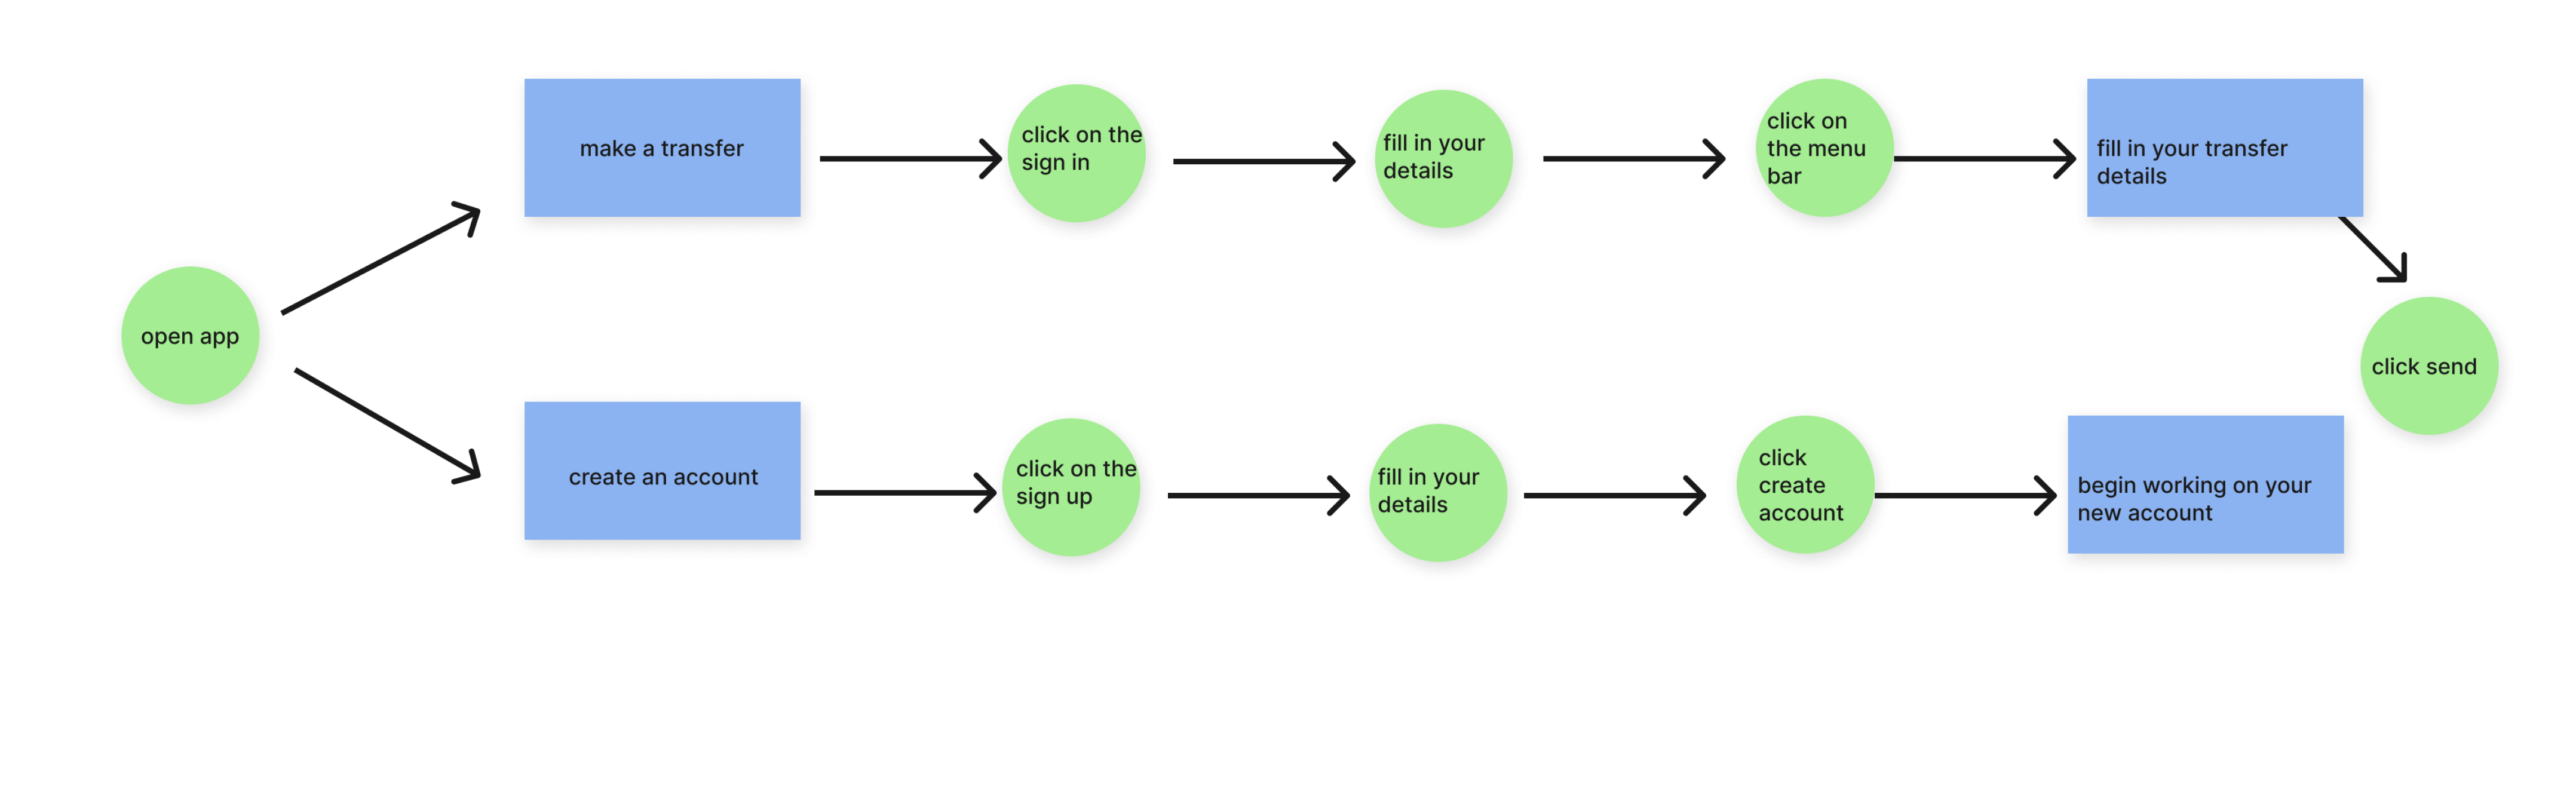 open app
make a transfer
click on the
sign in
fill in your
details
click on
the menu
bar
fill in your transfer
details
click send
create an account
click on the
sign up
fill in your
details
click
create
account
begin working on your
new account